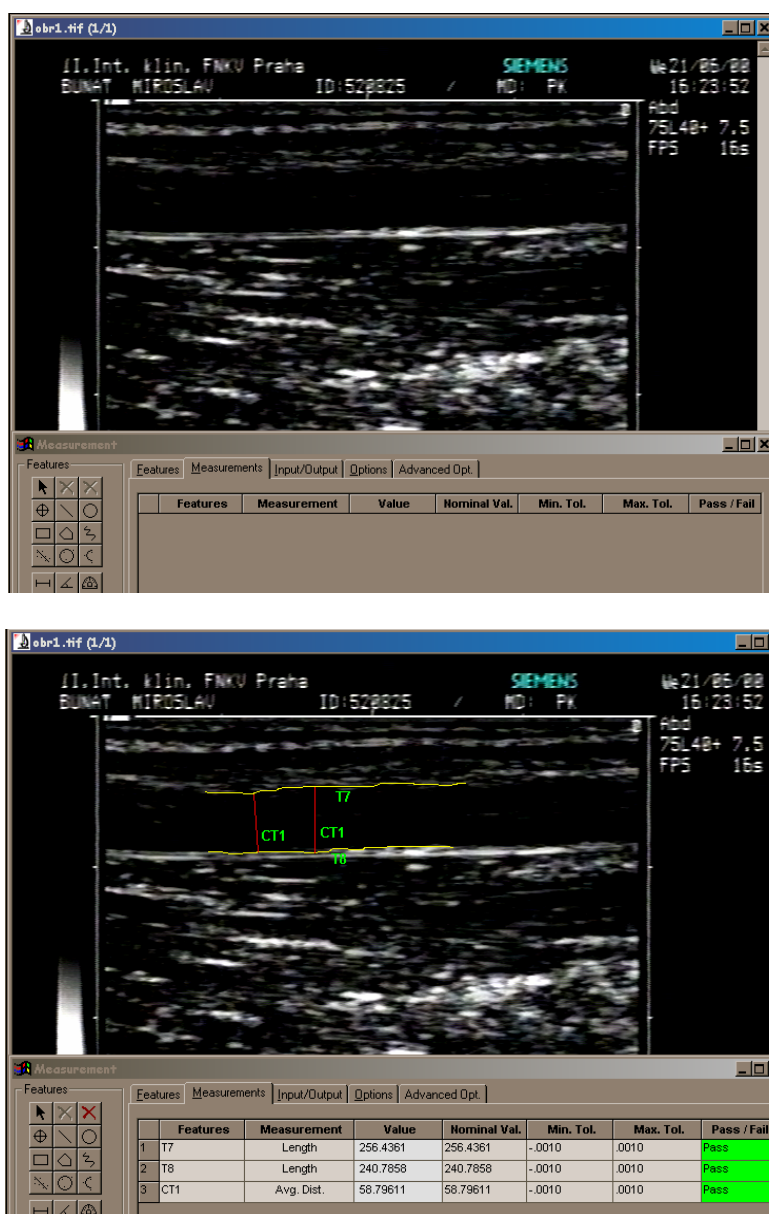 obr1.tif (1/1)
II.Int. klin. FNKV Praha SIEMENS We21/06/00
BUNAT MIROSLAV ID:520825 / MD: PK 16:23:52
Abd
75L40+ 7.5
FPS 16s
Measurement
Features
Features Measurements Input/Output Options Advanced Opt.
Features Measurement Value Nominal Val. Min. Tol. Max. Tol. Pass / Fail
obr1.tif (1/1)
II.Int. klin. FNKV Praha SIEMENS We21/06/00
BUNAT MIROSLAV ID:520825 / MD: PK 16:23:52
Abd
75L40+ 7.5
FPS 16s
T7
CT1 CT1
T8
Measurement
Features
Features Measurements Input/Output Options Advanced Opt.
Features Measurement Value Nominal Val. Min. Tol. Max. Tol. Pass / Fail
1 T7 Length 256.4361 256.4361 -.0010 .0010 Pass
2 T8 Length 240.7858 240.7858 -.0010 .0010 Pass
3 CT1 Avg. Dist. 58.79611 58.79611 -.0010 .0010 Pass